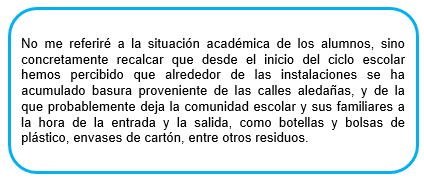 No me referiré a la situación académica de los alumnos, sino
concretamente recalcar que desde el inicio del ciclo escolar
hemos percibido que alrededor de las instalaciones se ha
acumulado basura proveniente de las calles aledañas, y de la
que probablemente deja la comunidad escolar y sus familiares a
la hora de la entrada y la salida, como botellas y bolsas de
plástico, envases de cartón, entre otros residuos.